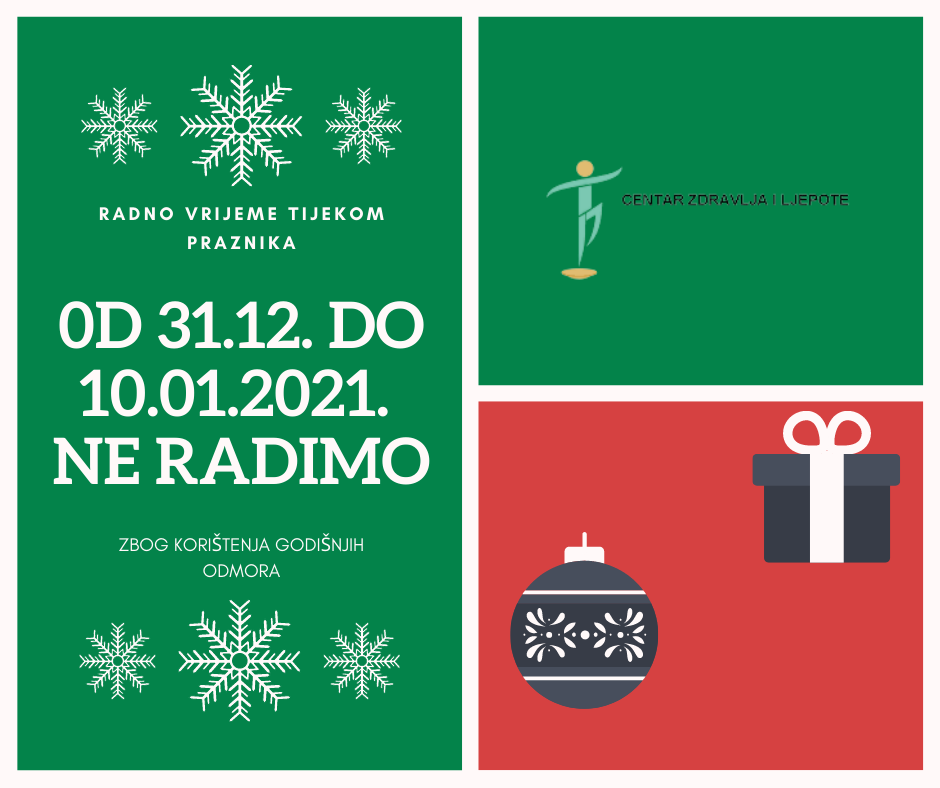 RADNO VRIJEME TIJEKOM
PRAZNIKA
0D 31.12. DO
10.01.2021.
NE RADIMO
ZBOG KORIŠTENJA GODIŠNJIH
ODMORA
CENTAR ZDRAVLJA I LJEPOTE